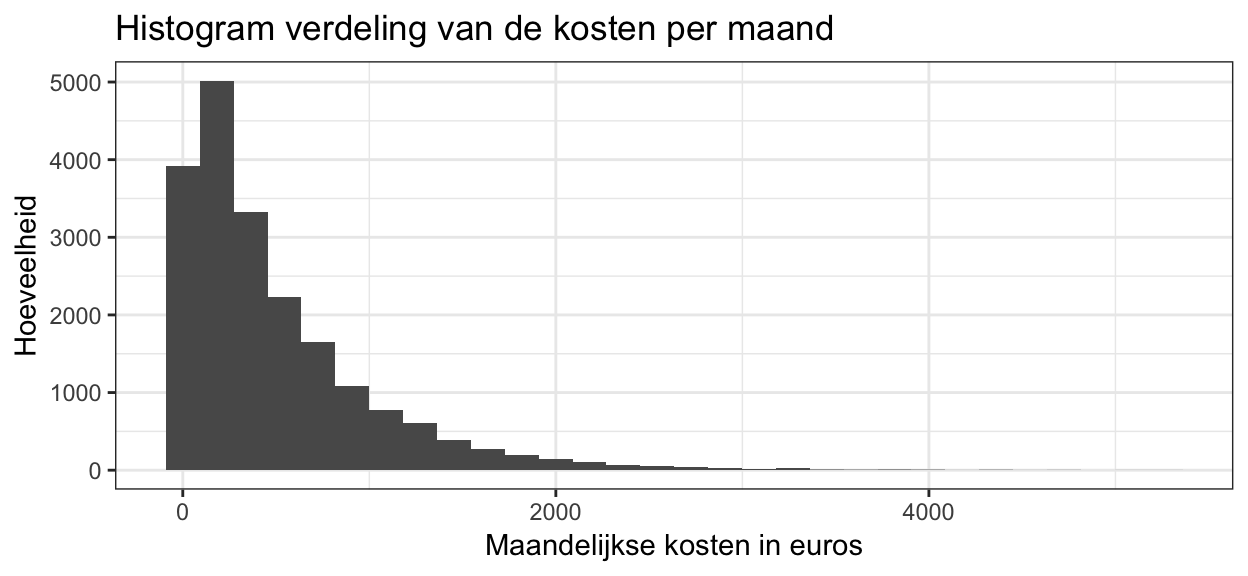 Histogram verdeling van de kosten per maand
5000
4000
3000
2000
1000
0
Hoeveelheid
0 2000 4000
Maandelijkse kosten in euros